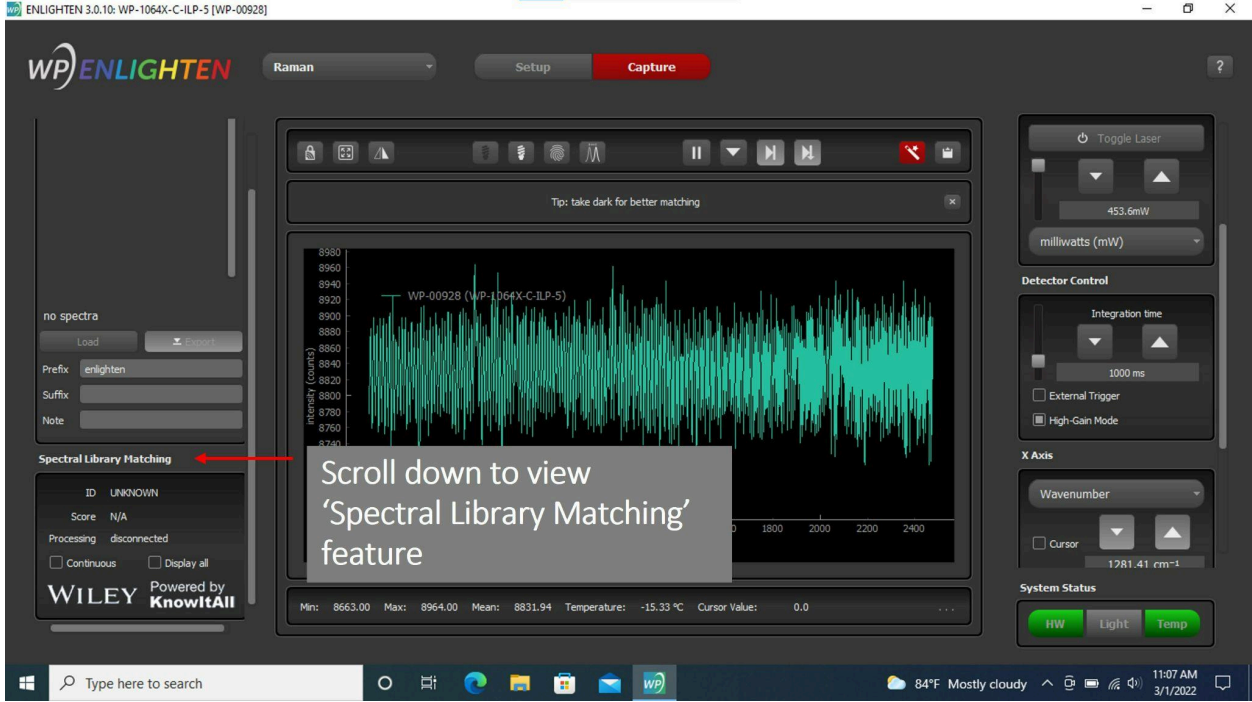 ENLIGHTEN 3.0.10: WP-1064X-C-ILP-5 [WP-00928]
WP ENLIGHTEN
Raman
Setup
Capture
?
Tip: take dark for better matching
8980
8960
8940
8920
8900
8880
8860
8840
8820
8800
8780
8760
8740
intensity (counts)
WP-00928 (WP-1064X-C-ILP-5)
1800 2000 2200 2400
Min: 8663.00 Max: 8964.00 Mean: 8831.94 Temperature: -15.33 °C Cursor Value: 0.0 ...
no spectra
Load
Export
Prefix enlighten
Suffix
Note
Spectral Library Matching
ID UNKNOWN
Score N/A
Processing disconnected
Continuous Display all
WILEY Powered by
KnowItAll
Scroll down to view
‘Spectral Library Matching’
feature
Toggle Laser
453.6mW
milliwatts (mW)
Detector Control
Integration time
1000 ms
External Trigger
High-Gain Mode
X Axis
Wavenumber
Cursor
1281.41 cm⁻¹
System Status
HW Light Temp
Type here to search
WP
84°F Mostly cloudy
11:07 AM
3/1/2022